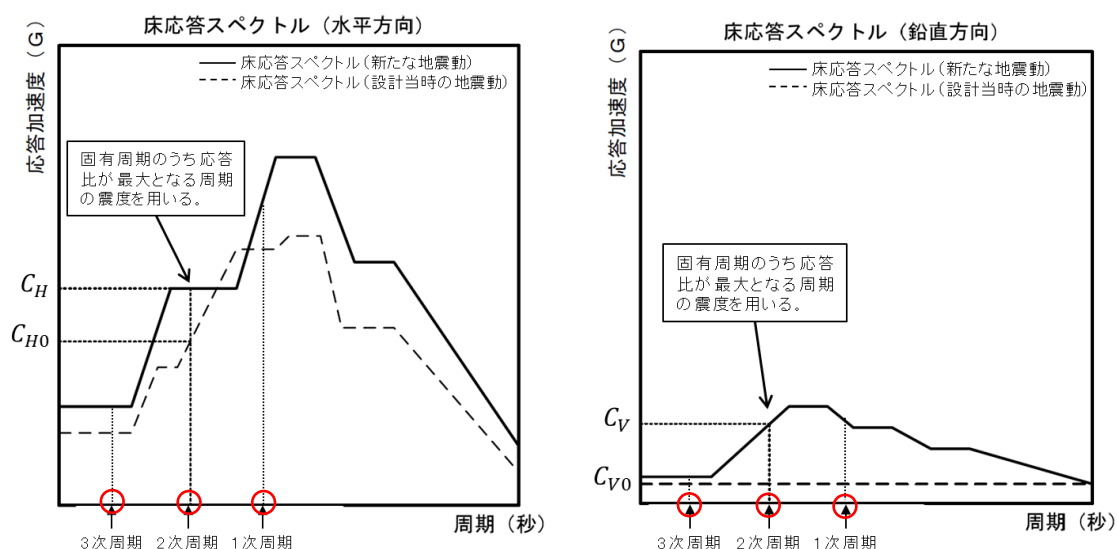 床応答スペクトル（水平方向）
応答加速度（G）
床応答スペクトル（新たな地震動）
床応答スペクトル（設計当時の地震動）
固有周期のうち応答
比が最大となる周期
の震度を用いる。
C_H
C_H0
周期（秒）
3次周期 2次周期 1次周期
床応答スペクトル（鉛直方向）
応答加速度（G）
床応答スペクトル（新たな地震動）
床応答スペクトル（設計当時の地震動）
固有周期のうち応答
比が最大となる周期
の震度を用いる。
C_V
C_V0
周期（秒）
3次周期 2次周期 1次周期